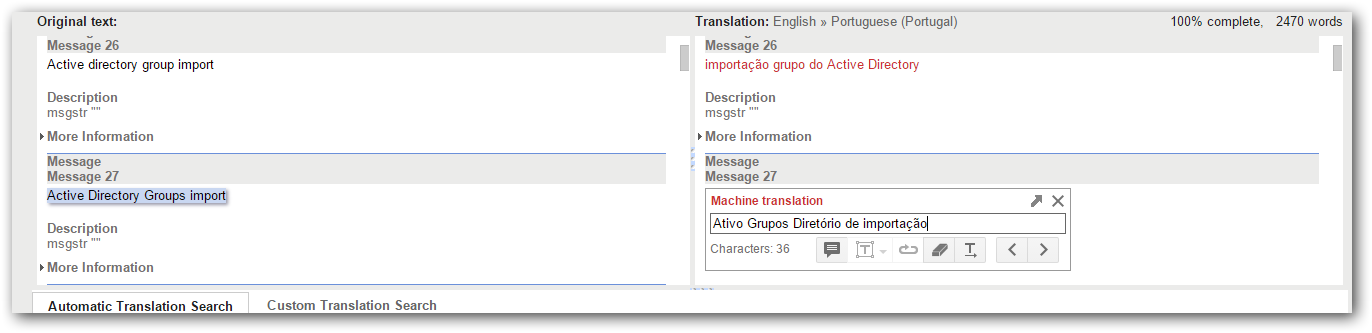 Original text:
Translation: English » Portuguese (Portugal)
100% complete, 2470 words
Message 26
Active directory group import
Description
msgstr ""
More Information
Message
Message 27
Active Directory Groups import
Description
msgstr ""
More Information
Message 26
importação grupo do Active Directory
Description
msgstr ""
More Information
Message
Message 27
Machine translation
Ativo Grupos Diretório de importação
Characters: 36
T
T
Automatic Translation Search
Custom Translation Search